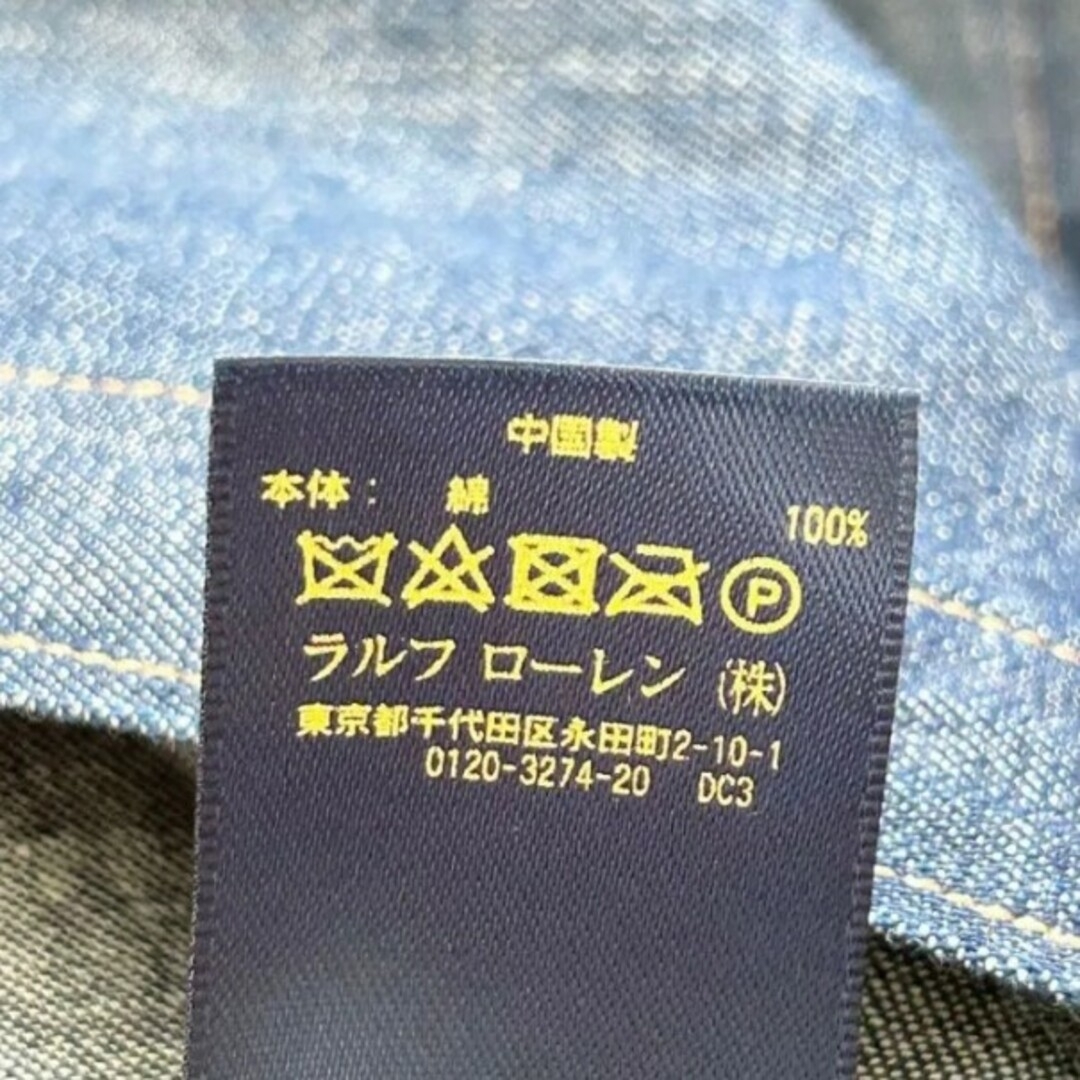 中国製
本体： 綿 100%
P
ラルフ ローレン (株)
東京都千代田区永田町2-10-1
0120-3274-20 DC3